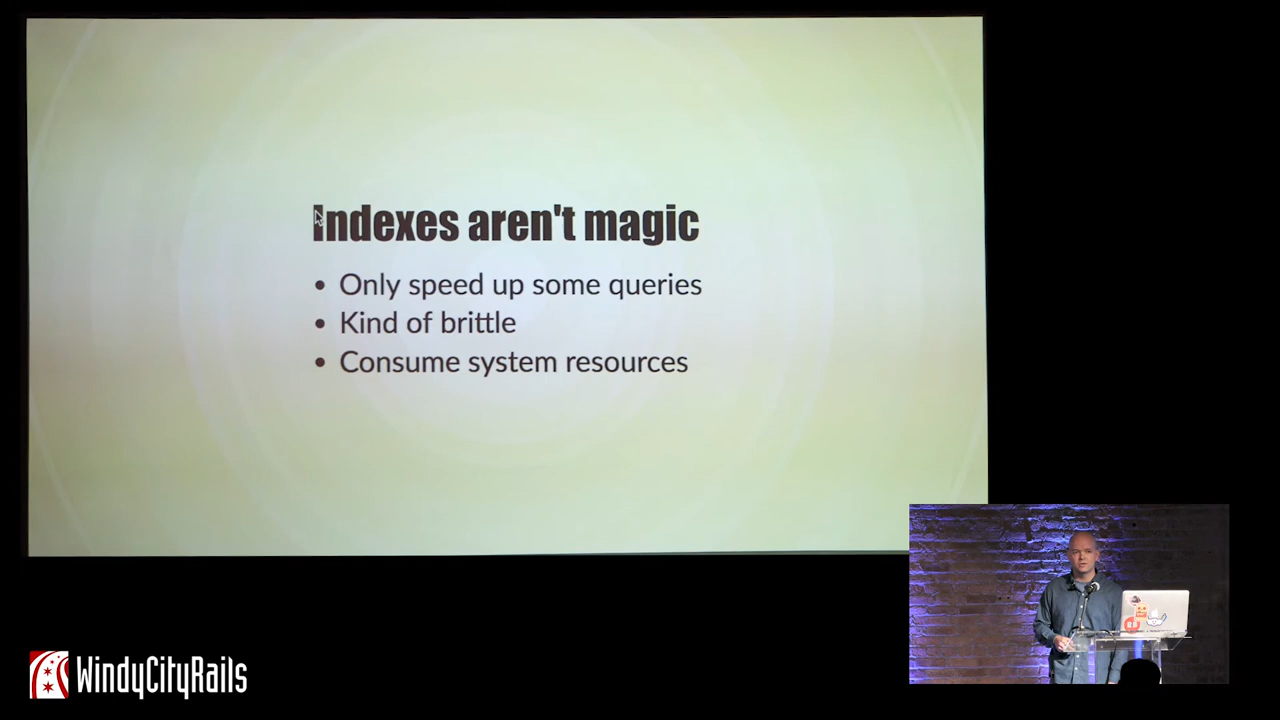 Indexes aren't magic
• Only speed up some queries
• Kind of brittle
• Consume system resources
WindyCityRails